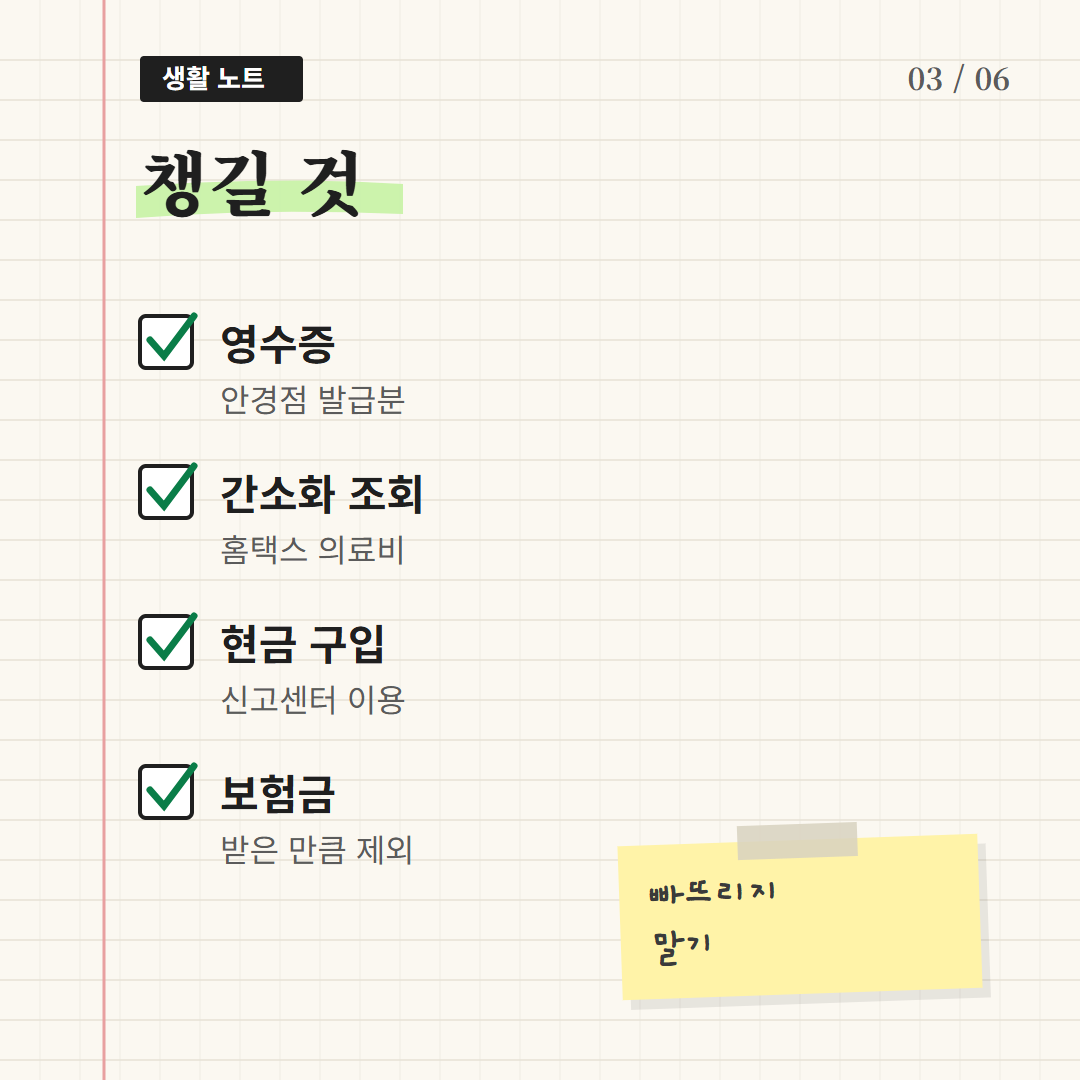 생활 노트
03 / 06
챙길 것
영수증
안경점 발급분
간소화 조회
홈택스 의료비
현금 구입
신고센터 이용
보험금
받은 만큼 제외
빠뜨리지
말기